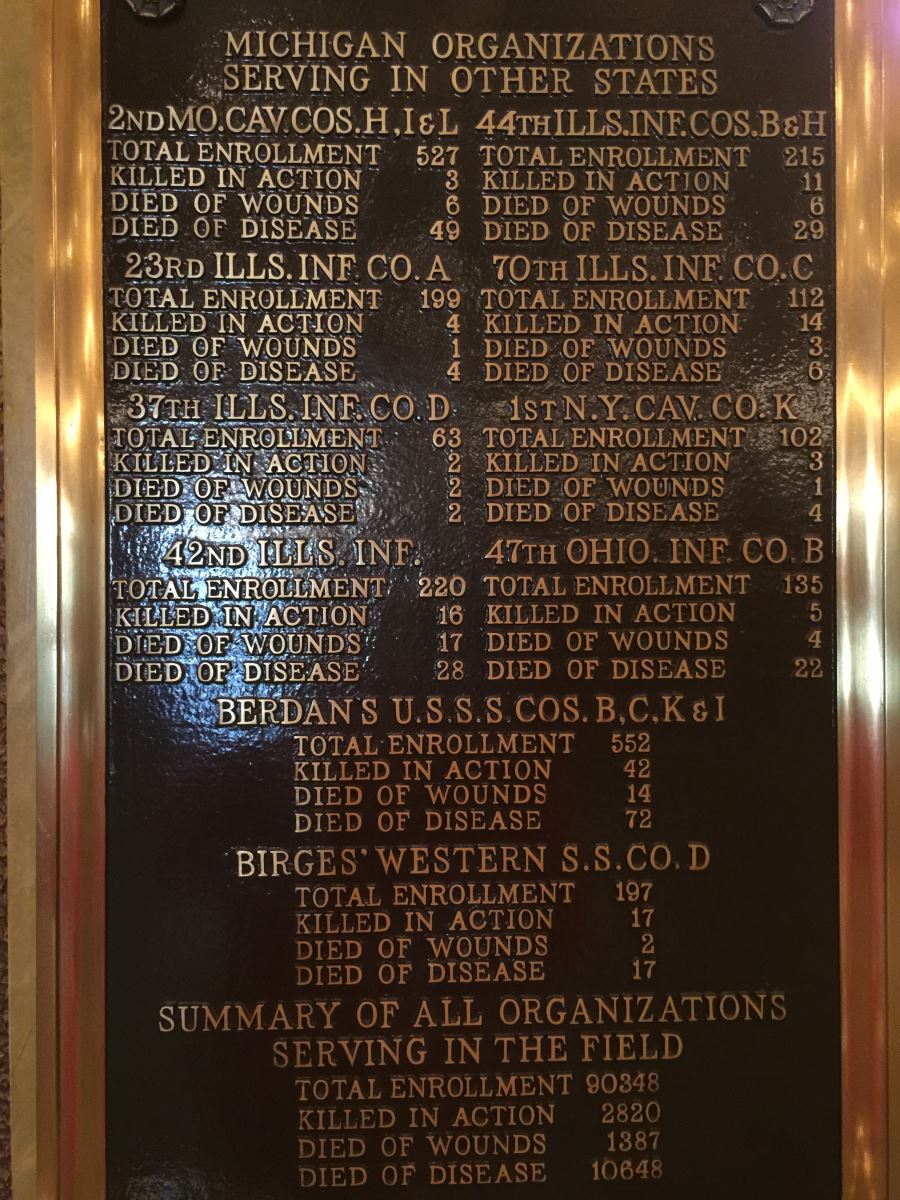 MICHIGAN ORGANIZATIONS
SERVING IN OTHER STATES
2ND MO.CAV.COS.H,I&L
TOTAL ENROLLMENT 527
KILLED IN ACTION 3
DIED OF WOUNDS 6
DIED OF DISEASE 49
44TH ILLS.INF.COS.B&H
TOTAL ENROLLMENT 215
KILLED IN ACTION 11
DIED OF WOUNDS 6
DIED OF DISEASE 29
23RD ILLS.INF.CO.A
TOTAL ENROLLMENT 199
KILLED IN ACTION 4
DIED OF WOUNDS 1
DIED OF DISEASE 4
70TH ILLS.INF.CO.C
TOTAL ENROLLMENT 112
KILLED IN ACTION 14
DIED OF WOUNDS 3
DIED OF DISEASE 6
37TH ILLS.INF.CO.D
TOTAL ENROLLMENT 63
KILLED IN ACTION 2
DIED OF WOUNDS 2
DIED OF DISEASE 2
1ST N.Y.CAV.CO.K
TOTAL ENROLLMENT 102
KILLED IN ACTION 3
DIED OF WOUNDS 1
DIED OF DISEASE 4
42ND ILLS. INF.
TOTAL ENROLLMENT 220
KILLED IN ACTION 16
DIED OF WOUNDS 17
DIED OF DISEASE 28
47TH OHIO. INF. CO.B
TOTAL ENROLLMENT 135
KILLED IN ACTION 5
DIED OF WOUNDS 4
DIED OF DISEASE 22
BERDAN'S U.S.S.S.COS.B,C,K&I
TOTAL ENROLLMENT 552
KILLED IN ACTION 42
DIED OF WOUNDS 14
DIED OF DISEASE 72
BIRGES' WESTERN S.S.CO.D
TOTAL ENROLLMENT 197
KILLED IN ACTION 17
DIED OF WOUNDS 2
DIED OF DISEASE 17
SUMMARY OF ALL ORGANIZATIONS
SERVING IN THE FIELD
TOTAL ENROLLMENT 90348
KILLED IN ACTION 2820
DIED OF WOUNDS 1387
DIED OF DISEASE 10648